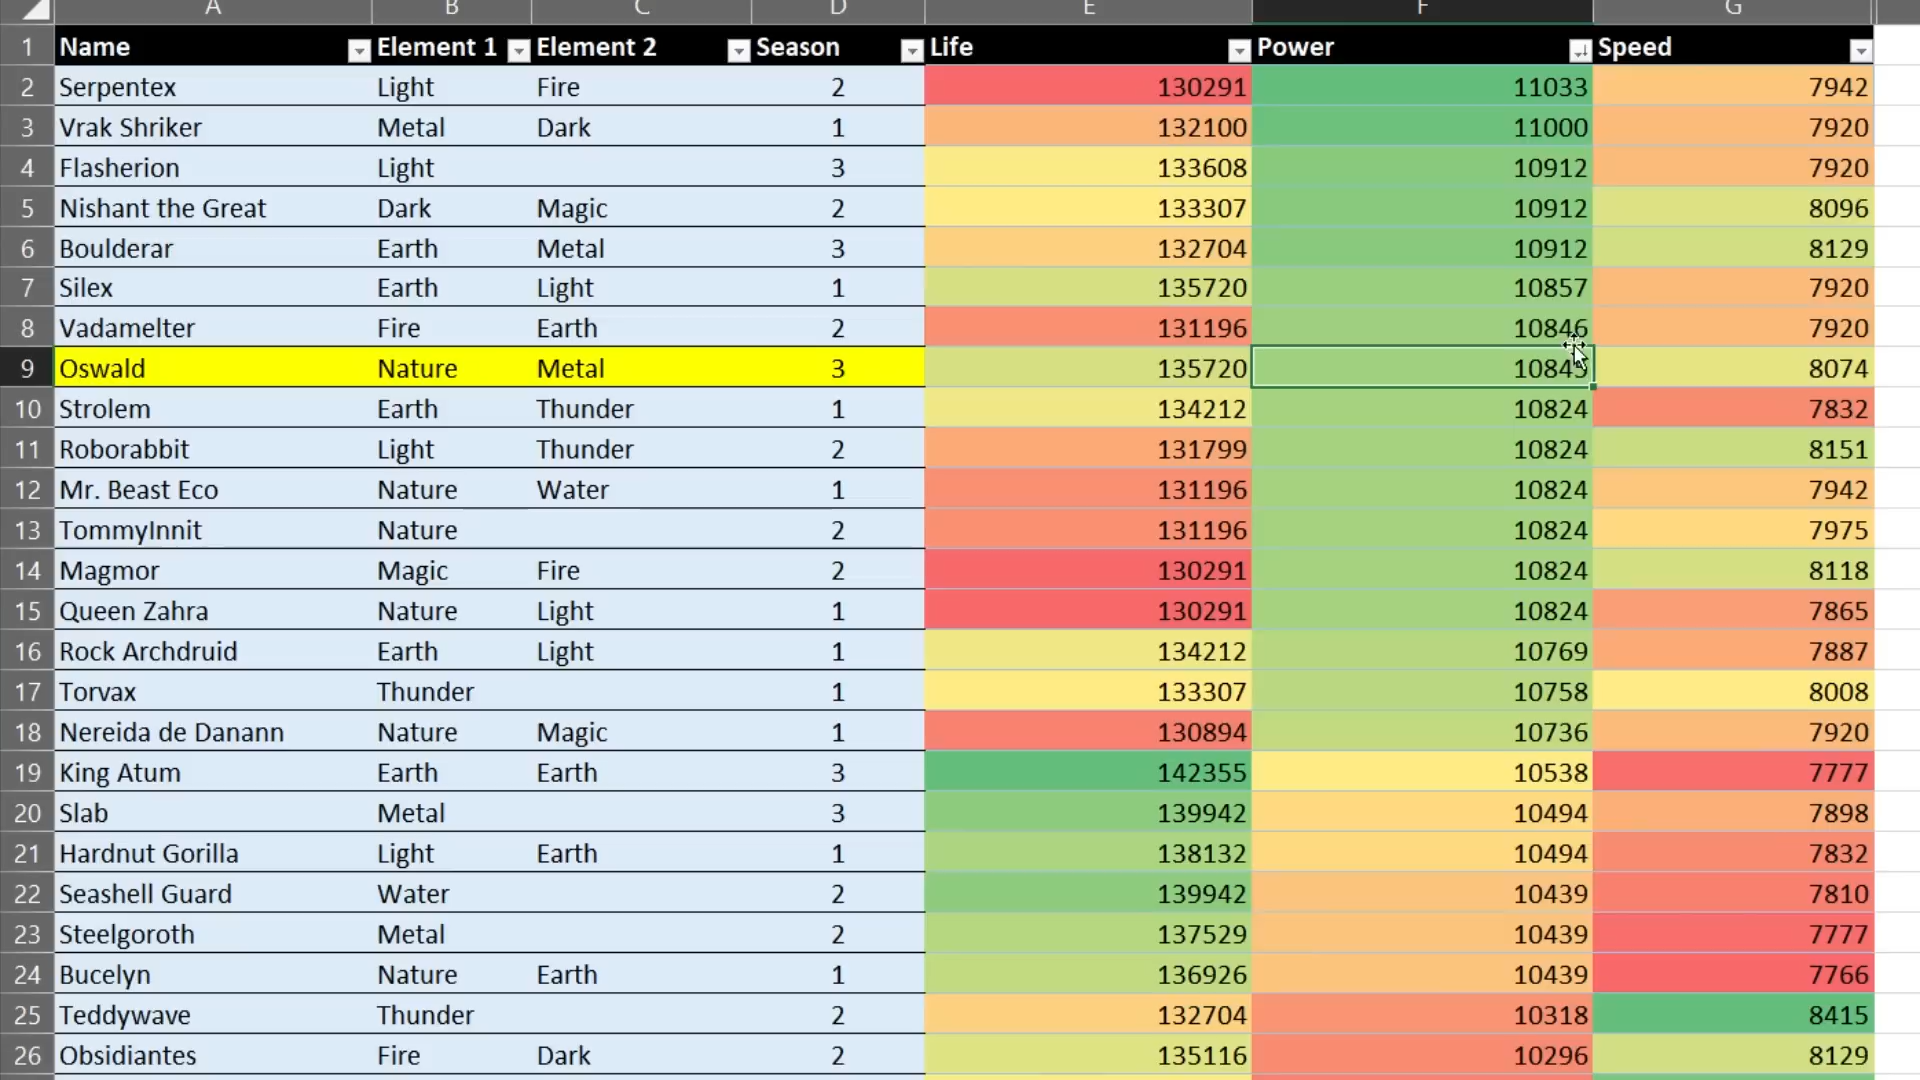 A B C D E F G
1 Name Element 1 Element 2 Season Life Power Speed
2 Serpentex Light Fire 2 130291 11033 7942
3 Vrak Shriker Metal Dark 1 132100 11000 7920
4 Flasherion Light 3 133608 10912 7920
5 Nishant the Great Dark Magic 2 133307 10912 8096
6 Boulderar Earth Metal 3 132704 10912 8129
7 Silex Earth Light 1 135720 10857 7920
8 Vadamelter Fire Earth 2 131196 10846 7920
9 Oswald Nature Metal 3 135720 8074
10 Strolem Earth Thunder 1 134212 10824 7832
11 Roborabbit Light Thunder 2 131799 10824 8151
12 Mr. Beast Eco Nature Water 1 131196 10824 7942
13 TommyInnit Nature 2 131196 10824 7975
14 Magmor Magic Fire 2 130291 10824 8118
15 Queen Zahra Nature Light 1 130291 10824 7865
16 Rock Archdruid Earth Light 1 134212 10769 7887
17 Torvax Thunder 1 133307 10758 8008
18 Nereida de Danann Nature Magic 1 130894 10736 7920
19 King Atum Earth Earth 3 142355 10538 7777
20 Slab Metal 3 139942 10494 7898
21 Hardnut Gorilla Light Earth 1 138132 10494 7832
22 Seashell Guard Water 2 139942 10439 7810
23 Steelgoroth Metal 2 137529 10439 7777
24 Bucelyn Nature Earth 1 136926 10439 7766
25 Teddywave Thunder 2 132704 10318 8415
26 Obsidiantes Fire Dark 2 135116 10296 8129